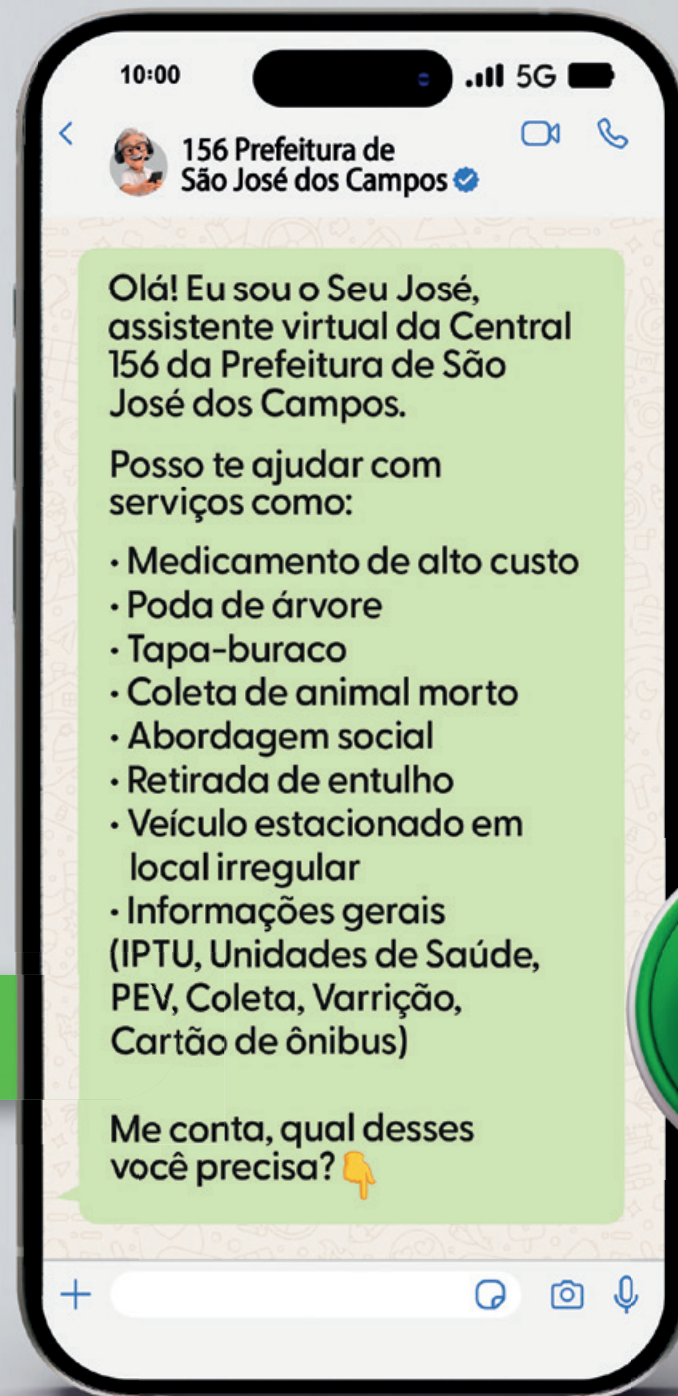 10:00
5G
156 Prefeitura de
São José dos Campos
Olá! Eu sou o Seu José,
assistente virtual da Central
156 da Prefeitura de São
José dos Campos.
Posso te ajudar com
serviços como:
· Medicamento de alto custo
· Poda de árvore
· Tapa-buraco
· Coleta de animal morto
· Abordagem social
· Retirada de entulho
· Veículo estacionado em
local irregular
· Informações gerais
(IPTU, Unidades de Saúde,
PEV, Coleta, Varrição,
Cartão de ônibus)
Me conta, qual desses
você precisa?👇